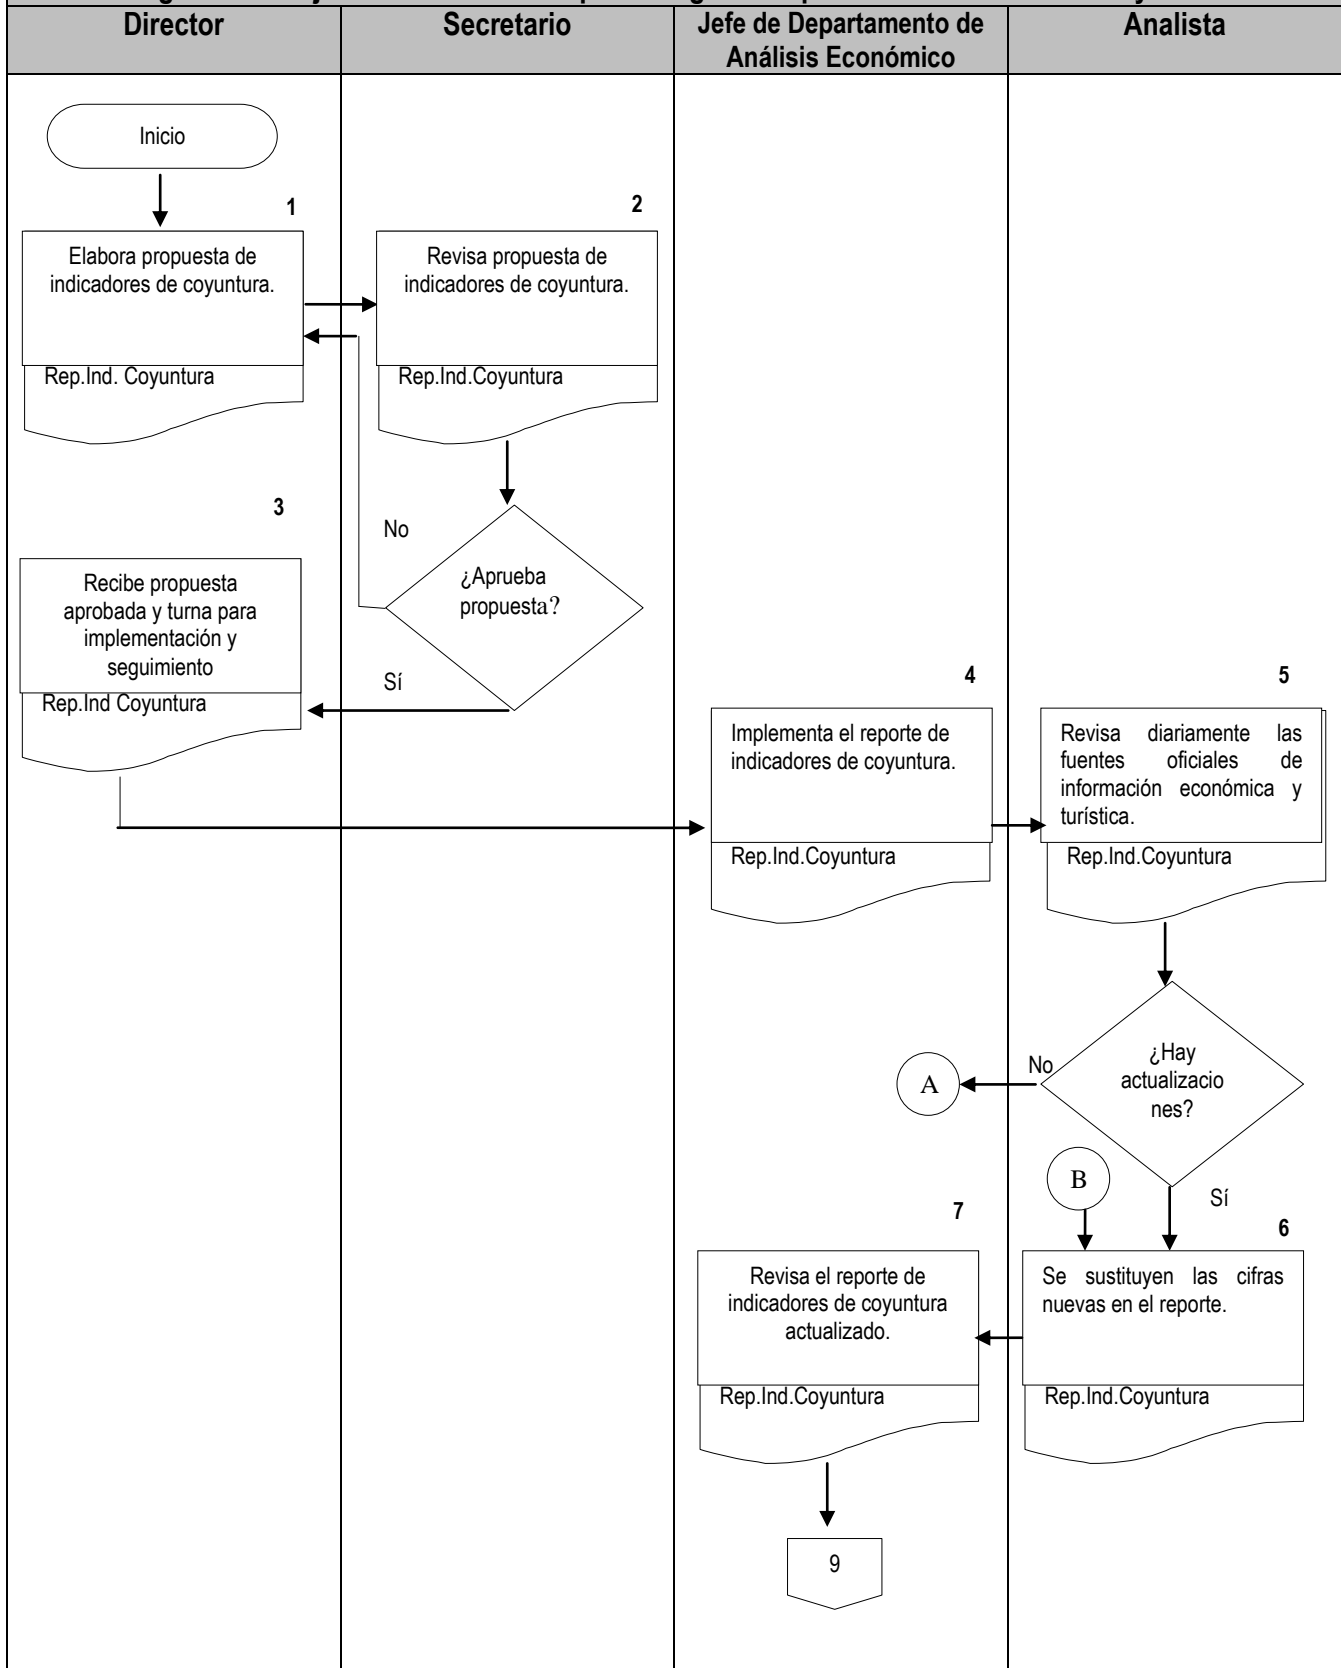 Director
Secretario
Jefe de Departamento de
Análisis Económico
Analista
Inicio
1
Elabora propuesta de
indicadores de coyuntura.
Rep.Ind. Coyuntura
2
Revisa propuesta de
indicadores de coyuntura.
Rep.Ind.Coyuntura
No
¿Aprueba
propuesta?
Sí
3
Recibe propuesta
aprobada y turna para
implementación y
seguimiento
Rep.Ind Coyuntura
4
Implementa el reporte de
indicadores de coyuntura.
Rep.Ind.Coyuntura
5
Revisa diariamente las
fuentes oficiales de
información económica y
turística.
Rep.Ind.Coyuntura
¿Hay
actualizacio
nes?
No
A
B
Sí
6
Se sustituyen las cifras
nuevas en el reporte.
Rep.Ind.Coyuntura
7
Revisa el reporte de
indicadores de coyuntura
actualizado.
Rep.Ind.Coyuntura
9